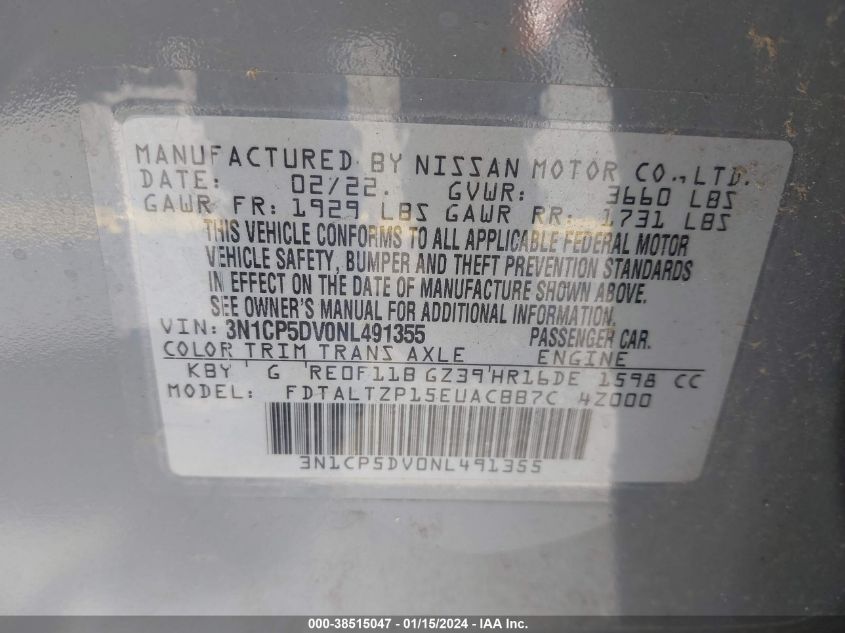 MANUFACTURED BY NISSAN MOTOR CO., LTD.
DATE: 02/22. GVWR: 3660 LBS
GAWR FR: 1929 LBS GAWR RR: 1731 LBS
THIS VEHICLE CONFORMS TO ALL APPLICABLE FEDERAL MOTOR
VEHICLE SAFETY, BUMPER AND THEFT PREVENTION STANDARDS
IN EFFECT ON THE DATE OF MANUFACTURE SHOWN ABOVE.
SEE OWNER'S MANUAL FOR ADDITIONAL INFORMATION.
VIN: 3N1CP5DV0NL491355 PASSENGER CAR.
COLOR TRIM TRANS AXLE ENGINE
KBY G RE0F11B GZ39 HR16DE 1598 CC
MODEL: FDTALTZP15EUACBB7C 4Z000
3N1CP5DV0NL491355
000-38515047 - 01/15/2024 - IAA Inc.